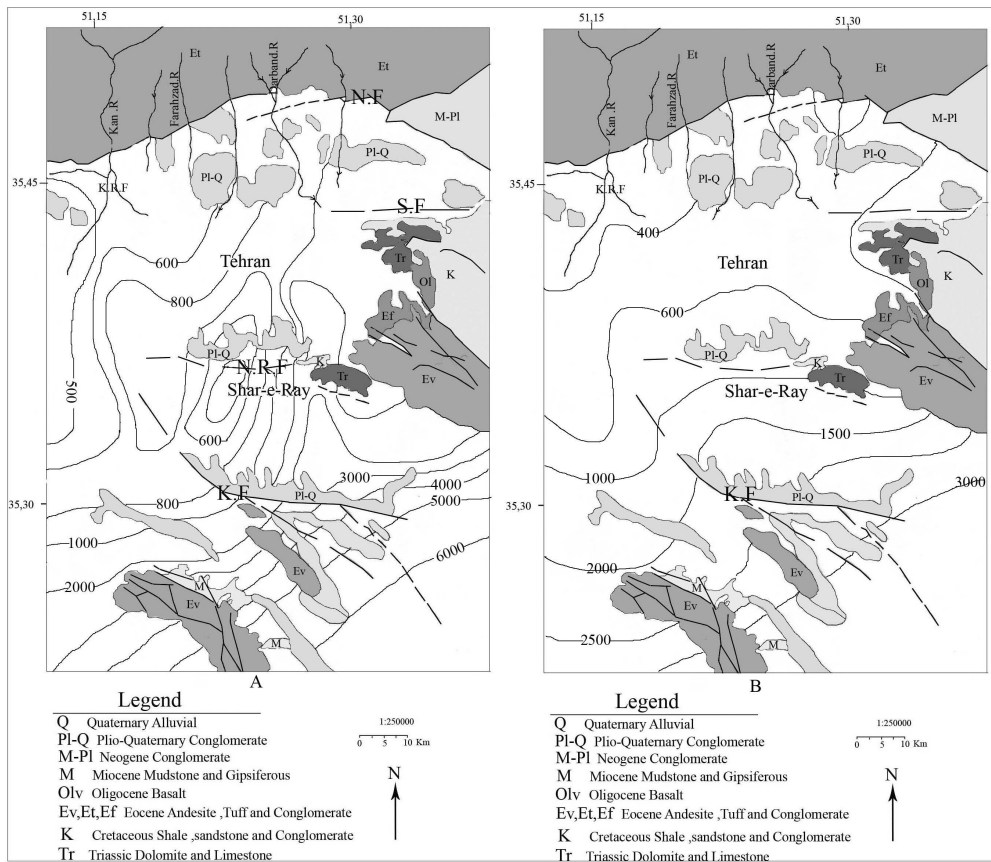 51,15
51,30
Et
Et
Kan .R
Farahzad.R
Darband.R
N.F
M-Pl
Pl-Q
Pl-Q
35,45
K.R.F
S.F
600
Tehran
Tr
K
Ol
800
Ef
Pl-Q
K
N.R.F
Tr
Ev
500
Shar-e-Ray
600
3000
4000
5000
K.F
Pl-Q
35,30
800
1000
6000
2000
Ev
M
Ev
M
A
Legend
Q Quaternary Alluvial
Pl-Q Plio-Quaternary Conglomerate
M-Pl Neogene Conglomerate
M Miocene Mudstone and Gipsiferous
Olv Oligocene Basalt
Ev,Et,Ef Eocene Andesite ,Tuff and Conglomerate
K Cretaceous Shale ,sandstone and Conglomerate
Tr Triassic Dolomite and Limestone
1:250000
0 5 10 Km
N
51,15
51,30
Et
Et
Kan .R
Farahzad.R
Darband.R
M-Pl
Pl-Q
Pl-Q
35,45
K.R.F
400
Tehran
Tr
K
Ol
600
Ef
Pl-Q
K
Tr
Ev
Shar-e-Ray
1500
1000
3000
K.F
Pl-Q
35,30
2000
Ev
M
Ev
2500
M
B
Legend
Q Quaternary Alluvial
Pl-Q Plio-Quaternary Conglomerate
M-Pl Neogene Conglomerate
M Miocene Mudstone and Gipsiferous
Olv Oligocene Basalt
Ev,Et,Ef Eocene Andesite ,Tuff and Conglomerate
K Cretaceous Shale ,sandstone and Conglomerate
Tr Triassic Dolomite and Limestone
1:250000
0 5 10 Km
N